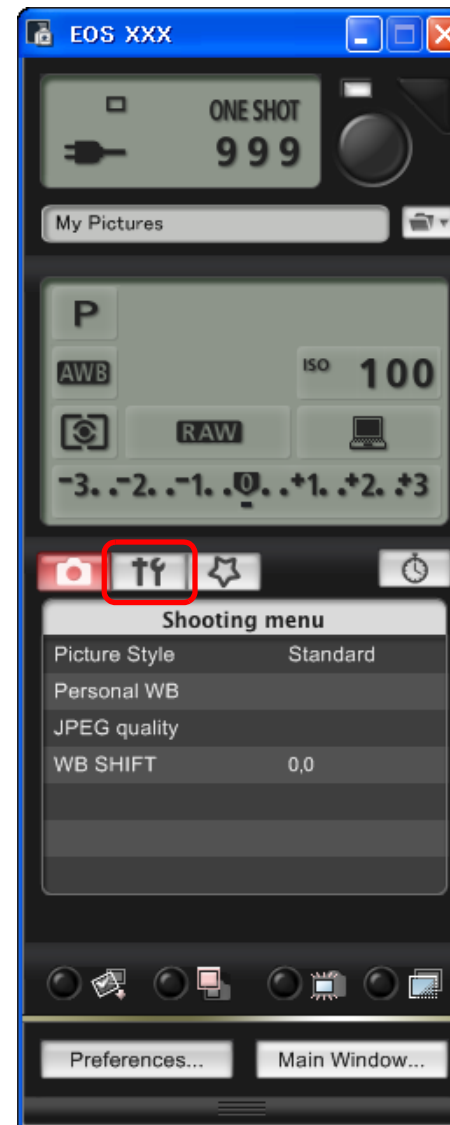 EOS XXX
ONE SHOT
999
My Pictures
P
AWB
ISO 100
RAW
-3. .-2. .-1. .0. .+1. .+2. .+3
Shooting menu
Picture Style Standard
Personal WB
JPEG quality
WB SHIFT 0,0
Preferences... Main Window...